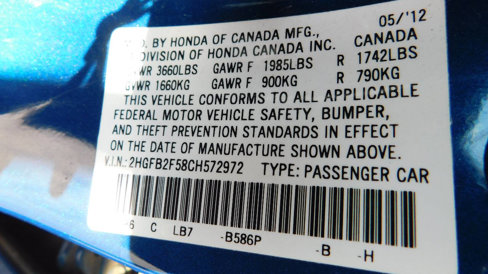 MFD. BY HONDA OF CANADA MFG., 05/'12
DIVISION OF HONDA CANADA INC. CANADA
GVWR 3660LBS GAWR F 1985LBS R 1742LBS
GVWR 1660KG GAWR F 900KG R 790KG
THIS VEHICLE CONFORMS TO ALL APPLICABLE
FEDERAL MOTOR VEHICLE SAFETY, BUMPER,
AND THEFT PREVENTION STANDARDS IN EFFECT
ON THE DATE OF MANUFACTURE SHOWN ABOVE.
V.I.N.: 2HGFB2F58CH572972 TYPE: PASSENGER CAR
-6 C LB7 -B586P -B -H